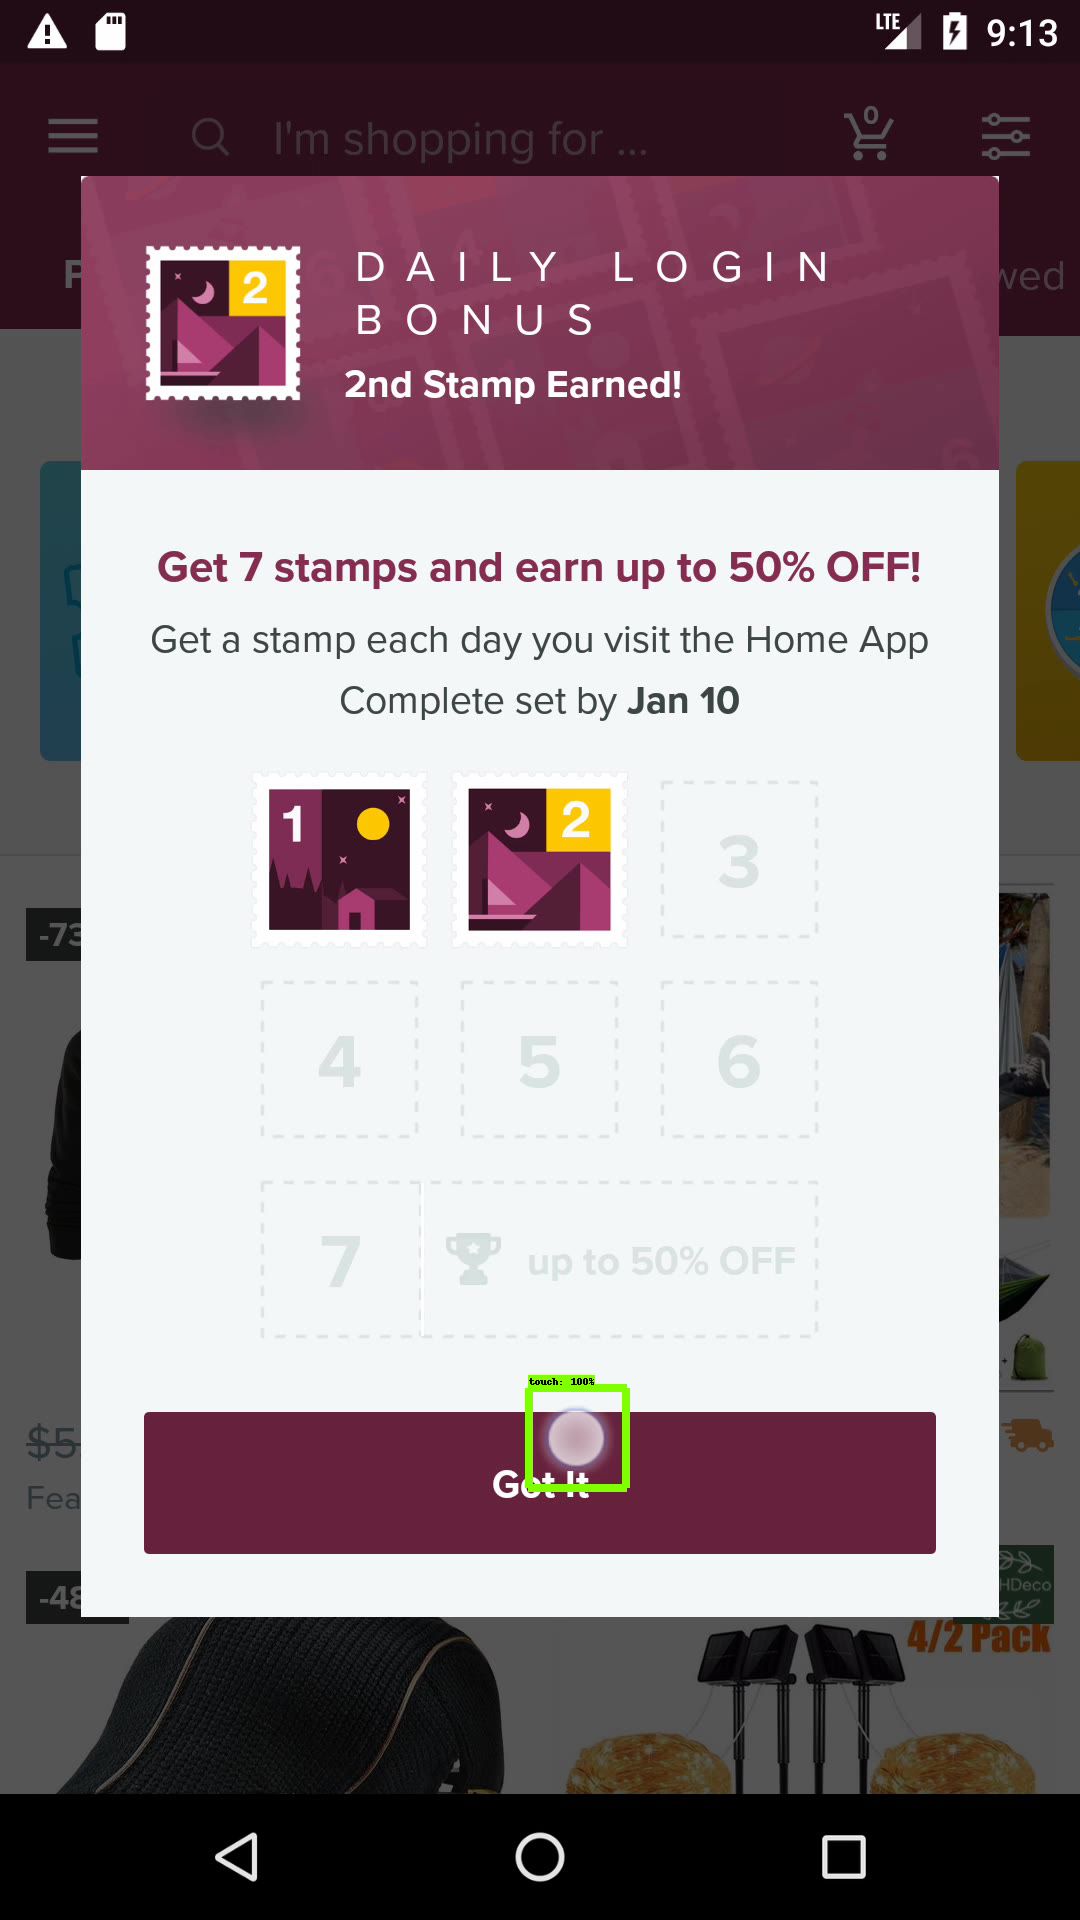 LTE 9:13
I'm shopping for ... 0
P
wed
2
DAILY LOGIN
BONUS
2nd Stamp Earned!
Get 7 stamps and earn up to 50% OFF!
Get a stamp each day you visit the Home App
Complete set by Jan 10
1 2 3
4 5 6
7 up to 50% OFF
-73
touch: 100%
$5
Got It
Fea
-48
HDeco
4/2 Pack